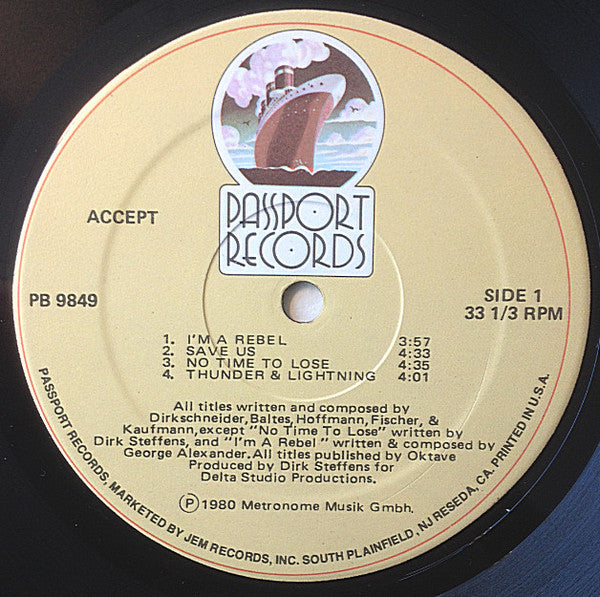 PASSPORT
RECORDS
ACCEPT
PB 9849
SIDE 1
33 1/3 RPM
1. I'M A REBEL 3:57
2. SAVE US 4:33
3. NO TIME TO LOSE 4:35
4. THUNDER & LIGHTNING 4:01
All titles written and composed by
Dirkschneider, Baltes, Hoffmann, Fischer, &
Kaufmann, except "No Time To Lose" written by
Dirk Steffens, and "I'm A Rebel" written & composed by
George Alexander. All titles published by Oktave
Produced by Dirk Steffens for
Delta Studio Productions.
Ⓟ 1980 Metronome Musik Gmbh.
PASSPORT RECORDS, MARKETED BY JEM RECORDS, INC. SOUTH PLAINFIELD, NJ RESEDA, CA. PRINTED IN U.S.A.